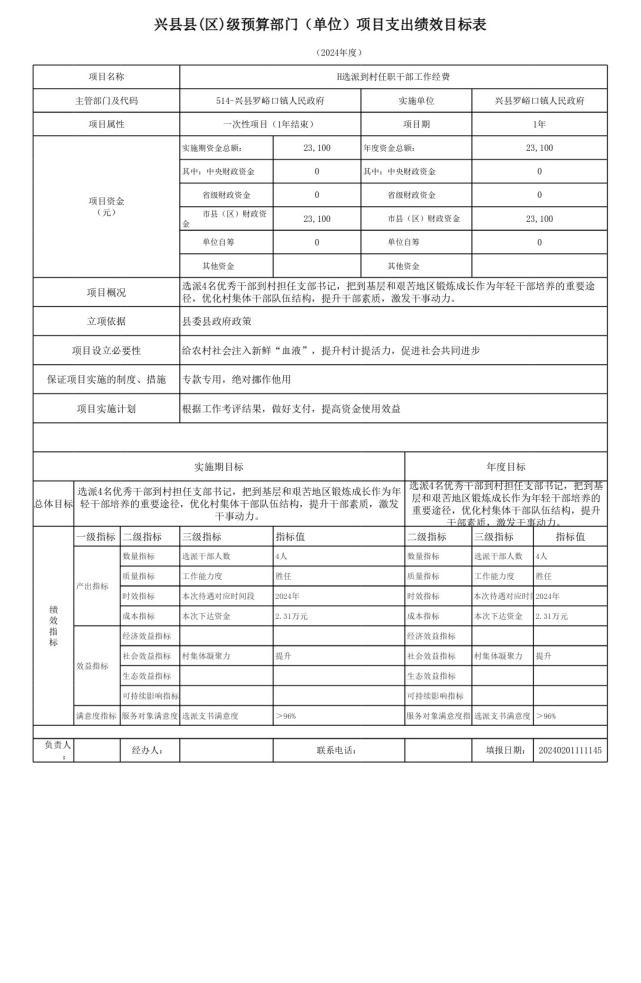 兴县县(区)级预算部门（单位）项目支出绩效目标表
（2024年度）
项目名称 H选派到村任职干部工作经费
主管部门及代码 514-兴县罗峪口镇人民政府 实施单位 兴县罗峪口镇人民政府
项目属性 一次性项目（1年结束） 项目期 1年
项目资金
（元）
实施期资金总额： 23,100 年度资金总额： 23,100
其中：中央财政资金 0 其中：中央财政资金 0
省级财政资金 0 省级财政资金 0
市县（区）财政资
金 23,100 市县（区）财政资金 23,100
单位自筹 0 单位自筹 0
其他资金 其他资金
项目概况 选派4名优秀干部到村担任支部书记，把到基层和艰苦地区锻炼成长作为年轻干部培养的重要途
径，优化村集体干部队伍结构，提升干部素质，激发干事动力。
立项依据 县委县政府政策
项目设立必要性 给农村社会注入新鲜“血液”，提升村计提活力，促进社会共同进步
保证项目实施的制度、措施 专款专用，绝对挪作他用
项目实施计划 根据工作考评结果，做好支付，提高资金使用效益
实施期目标 年度目标
总体目标
选派4名优秀干部到村担任支部书记，把到基层和艰苦地区锻炼成长作为年
轻干部培养的重要途径，优化村集体干部队伍结构，提升干部素质，激发
干事动力。
选派4名优秀干部到村担任支部书记，把到基
层和艰苦地区锻炼成长作为年轻干部培养的
重要途径，优化村集体干部队伍结构，提升
干部素质，激发干事动力。
绩效指标
一级指标 二级指标 三级指标 指标值 二级指标 三级指标 指标值
产出指标
数量指标 选派干部人数 4人 数量指标 选派干部人数 4人
质量指标 工作能力度 胜任 质量指标 工作能力度 胜任
时效指标 本次待遇对应时间段 2024年 时效指标 本次待遇对应时 2024年
成本指标 本次下达资金 2.31万元 成本指标 本次下达资金 2.31万元
效益指标
经济效益指标 经济效益指标
社会效益指标 村集体凝聚力 提升 社会效益指标 村集体凝聚力 提升
生态效益指标 生态效益指标
可持续影响指标 可持续影响指标
满意度指标 服务对象满意度 选派支书满意度 ＞96% 服务对象满意度指 选派支书满意度 ＞96%
负责人
： 经办人： 联系电话： 填报日期： 20240201111145